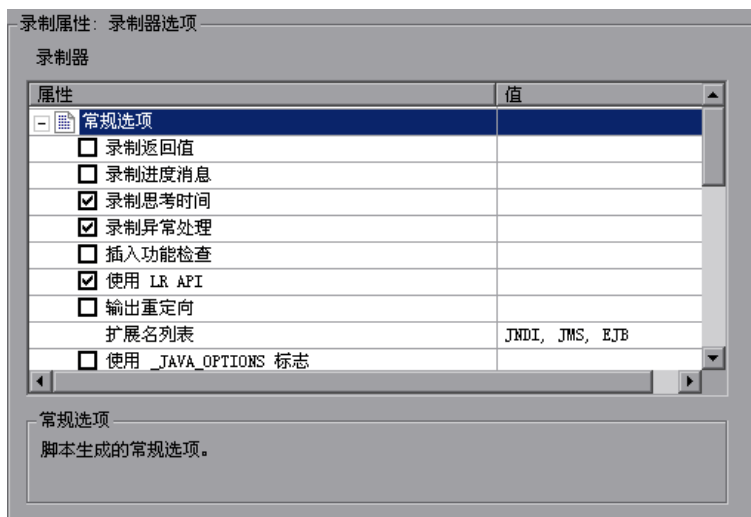 录制属性: 录制器选项
录制器
属性 值
常规选项
录制返回值
录制进度消息
录制思考时间
录制异常处理
插入功能检查
使用 LR API
输出重定向
扩展名列表 JNDI, JMS, EJB
使用 _JAVA_OPTIONS 标志
常规选项
脚本生成的常规选项。